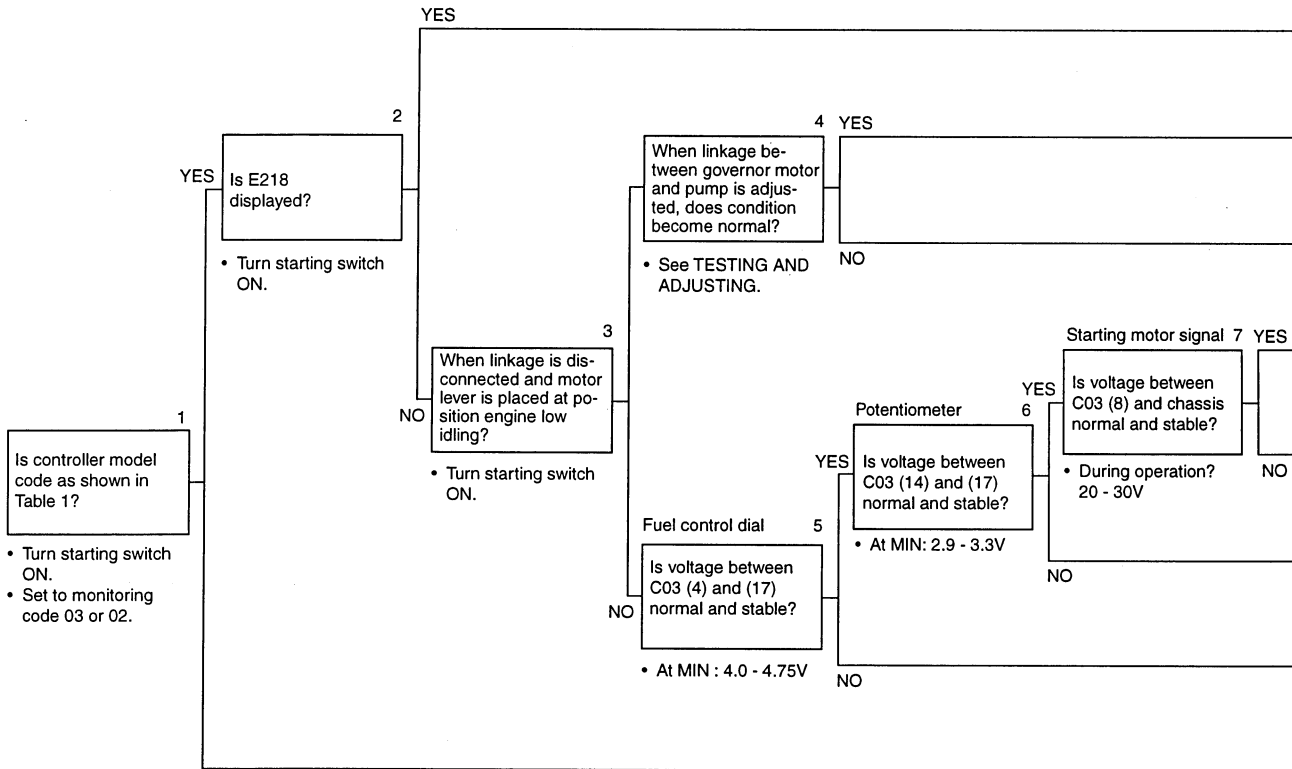 YES
2
YES
Is E218
displayed?
• Turn starting switch
ON.
4
YES
When linkage be-
tween governor motor
and pump is adjus-
ted, does condition
become normal?
NO
• See TESTING AND
ADJUSTING.
3
NO
When linkage is dis-
connected and motor
lever is placed at po-
sition engine low
idling?
• Turn starting switch
ON.
Starting motor signal 7 YES
YES
Is voltage between
C03 (8) and chassis
normal and stable?
• During operation?
20 - 30V
NO
Potentiometer 6
YES
Is voltage between
C03 (14) and (17)
normal and stable?
• At MIN: 2.9 - 3.3V
NO
1
Is controller model
code as shown in
Table 1?
• Turn starting switch
ON.
• Set to monitoring
code 03 or 02.
Fuel control dial 5
NO
Is voltage between
C03 (4) and (17)
normal and stable?
• At MIN : 4.0 - 4.75V
NO